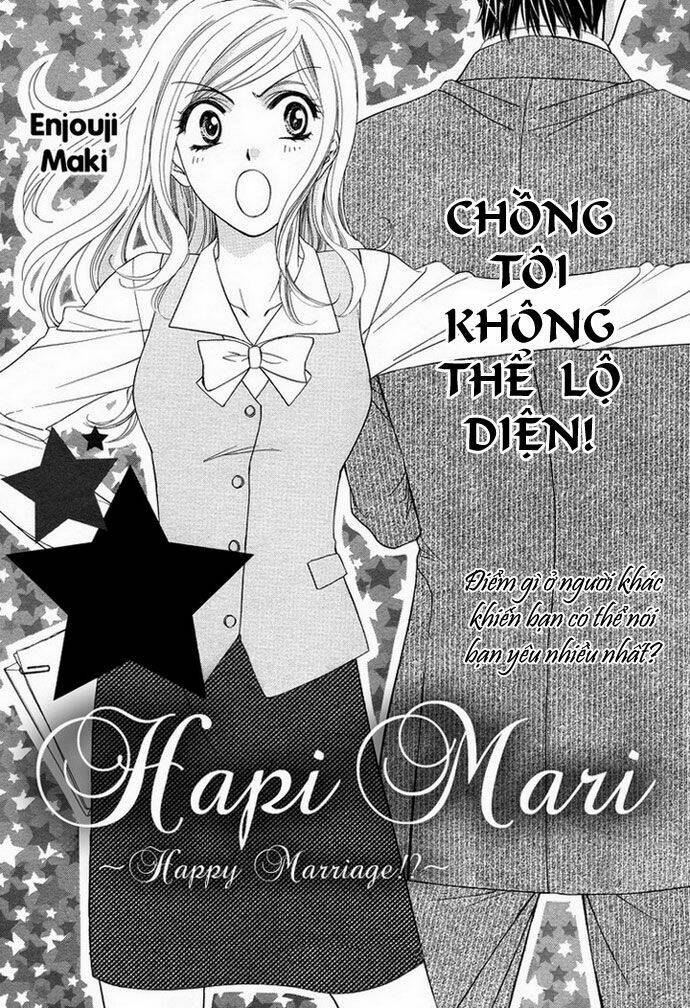 Enjouji
Maki
CHỒNG
TÔI
KHÔNG
THỂ LỘ
DIỆN!
Điểm gì ở người khác
khiến bạn có thể nói
bạn yêu nhiều nhất?
Hapi Mari
~Happy Marriage!?~